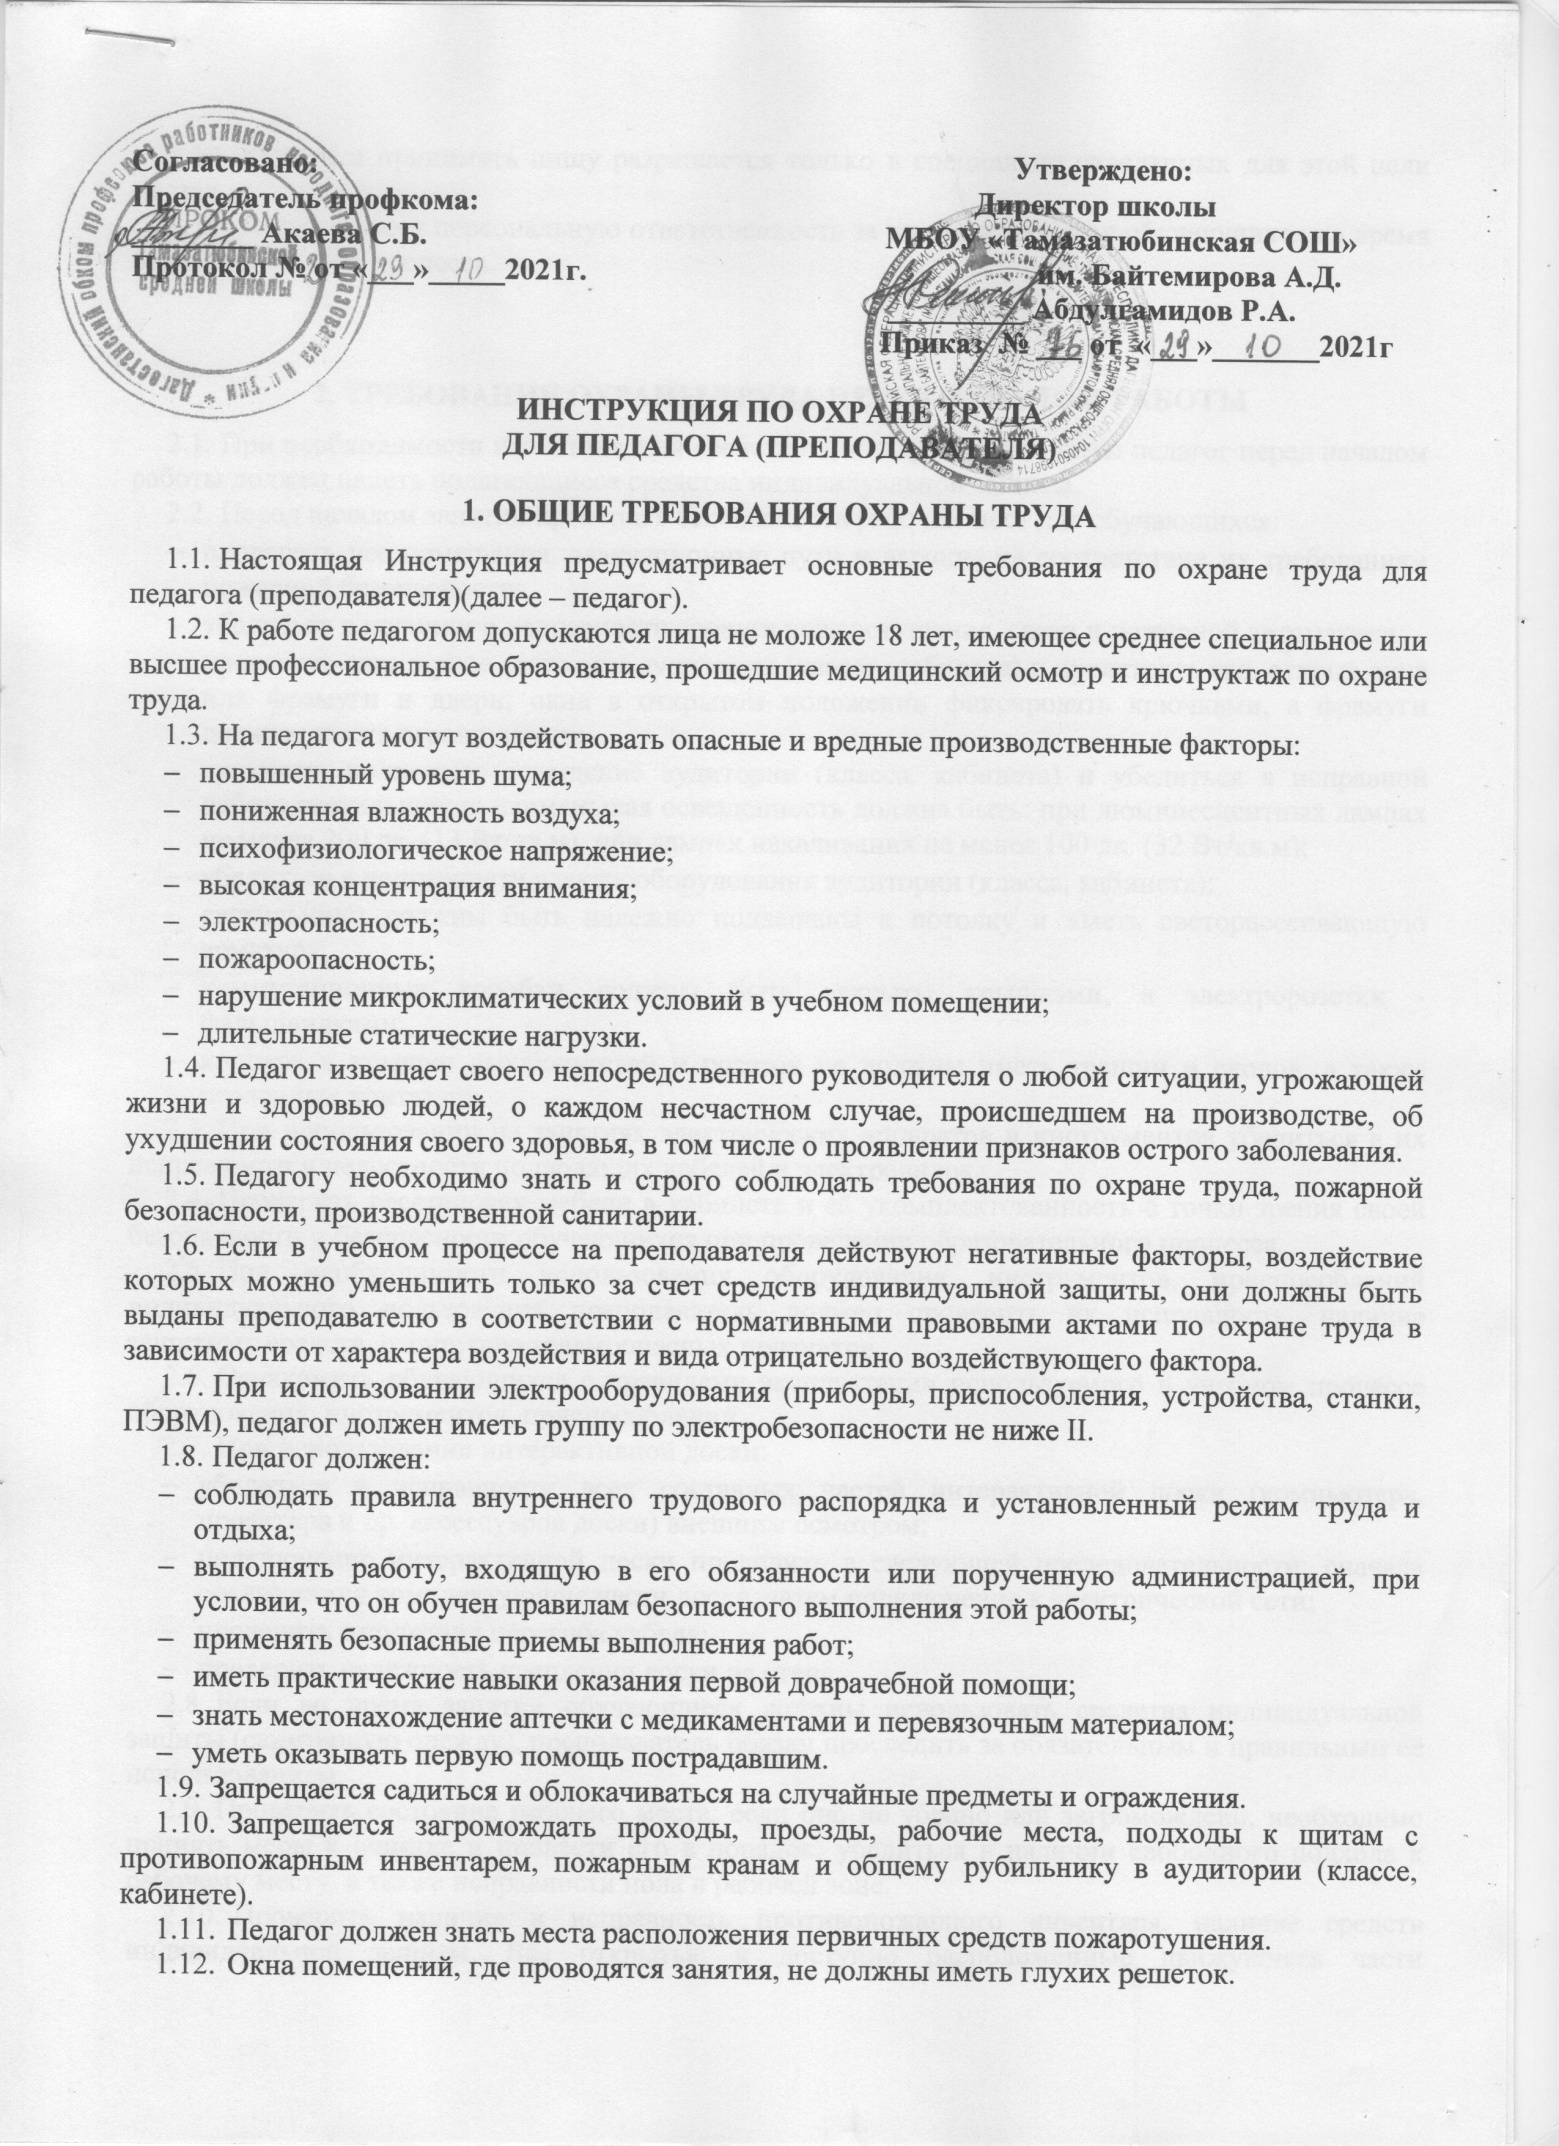 Согласовано:
Председатель профкома:
Акаева С.Б.
Протокол № от «29» 10 2021г.
Дагестанский обком профсоюза работников народного образования и науки *
ПРОФКОМ
Тамазатюбинской
средней школы
Утверждено:
Директор школы
МБОУ «Тамазатюбинская СОШ»
им. Байтемирова А.Д.
Абдулгамидов Р.А.
Приказ № 76 от «29» 10 2021г
ИНСТРУКЦИЯ ПО ОХРАНЕ ТРУДА
ДЛЯ ПЕДАГОГА (ПРЕПОДАВАТЕЛЯ)
1. ОБЩИЕ ТРЕБОВАНИЯ ОХРАНЫ ТРУДА
1.1. Настоящая Инструкция предусматривает основные требования по охране труда для
педагога (преподавателя)(далее – педагог).
1.2. К работе педагогом допускаются лица не моложе 18 лет, имеющее среднее специальное или
высшее профессиональное образование, прошедшие медицинский осмотр и инструктаж по охране
труда.
1.3. На педагога могут воздействовать опасные и вредные производственные факторы:
– повышенный уровень шума;
– пониженная влажность воздуха;
– психофизиологическое напряжение;
– высокая концентрация внимания;
– электроопасность;
– пожароопасность;
– нарушение микроклиматических условий в учебном помещении;
– длительные статические нагрузки.
1.4. Педагог извещает своего непосредственного руководителя о любой ситуации, угрожающей
жизни и здоровью людей, о каждом несчастном случае, происшедшем на производстве, об
ухудшении состояния своего здоровья, в том числе о проявлении признаков острого заболевания.
1.5. Педагогу необходимо знать и строго соблюдать требования по охране труда, пожарной
безопасности, производственной санитарии.
1.6. Если в учебном процессе на преподавателя действуют негативные факторы, воздействие
которых можно уменьшить только за счет средств индивидуальной защиты, они должны быть
выданы преподавателю в соответствии с нормативными правовыми актами по охране труда в
зависимости от характера воздействия и вида отрицательно воздействующего фактора.
1.7. При использовании электрооборудования (приборы, приспособления, устройства, станки,
ПЭВМ), педагог должен иметь группу по электробезопасности не ниже II.
1.8. Педагог должен:
– соблюдать правила внутреннего трудового распорядка и установленный режим труда и
отдыха;
– выполнять работу, входящую в его обязанности или порученную администрацией, при
условии, что он обучен правилам безопасного выполнения этой работы;
– применять безопасные приемы выполнения работ;
– иметь практические навыки оказания первой доврачебной помощи;
– знать местонахождение аптечки с медикаментами и перевязочным материалом;
– уметь оказывать первую помощь пострадавшим.
1.9. Запрещается садиться и облокачиваться на случайные предметы и ограждения.
1.10. Запрещается загромождать проходы, проезды, рабочие места, подходы к щитам с
противопожарным инвентарем, пожарным кранам и общему рубильнику в аудитории (классе,
кабинете).
1.11. Педагог должен знать места расположения первичных средств пожаротушения.
1.12. Окна помещений, где проводятся занятия, не должны иметь глухих решеток.